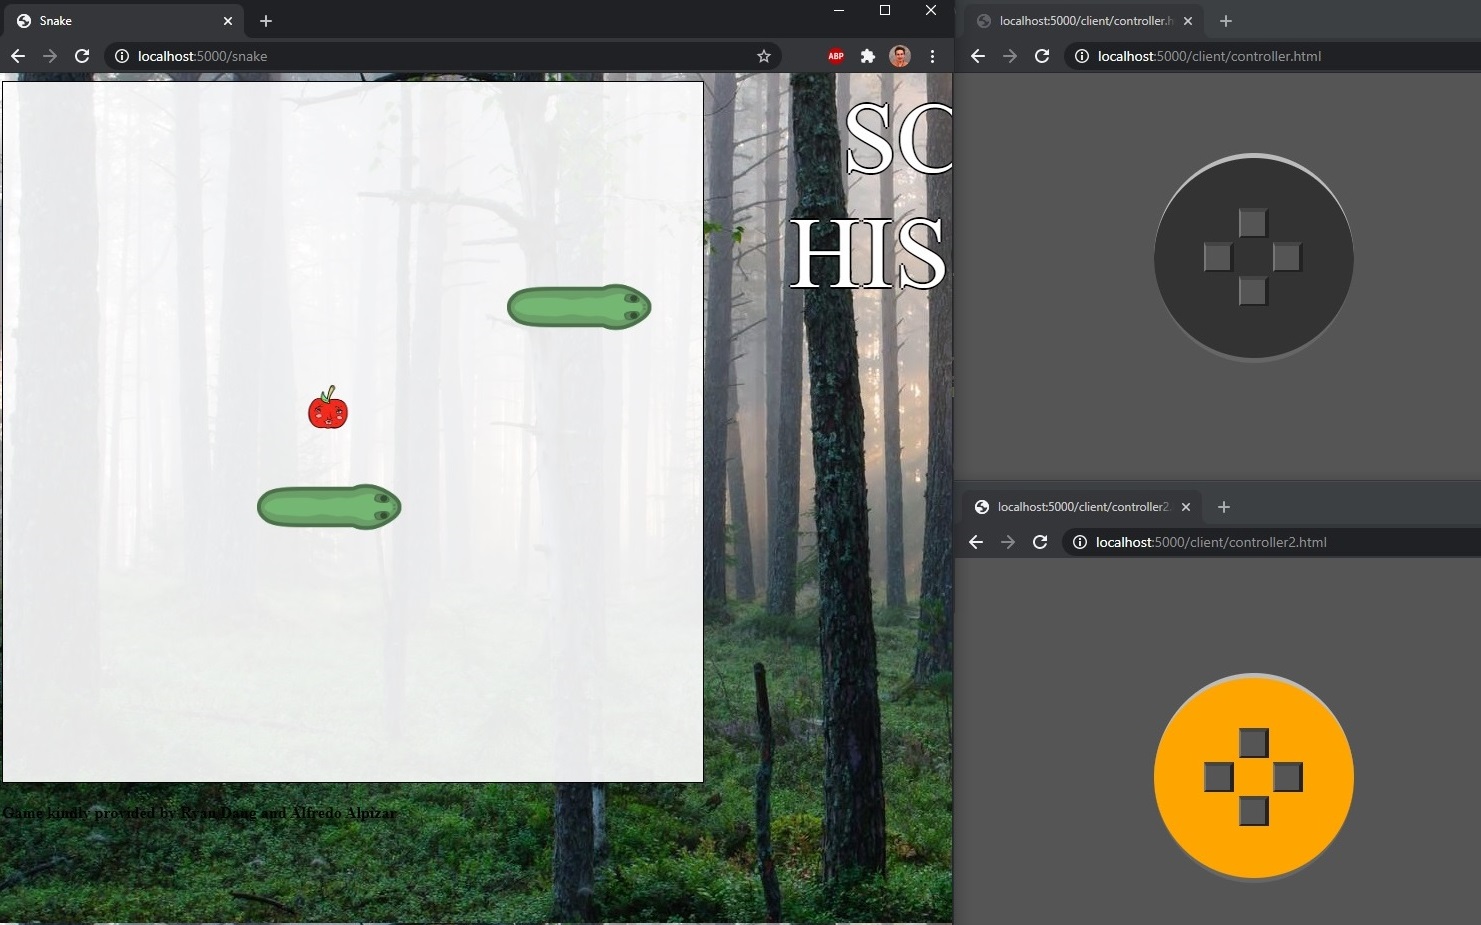 Snake
localhost:5000/snake
ABP
SC
HIS
Game kindly provided by Ryan Dang and Alfredo Alpizar
localhost:5000/client/controller.h
localhost:5000/client/controller.html
localhost:5000/client/controller2
localhost:5000/client/controller2.html